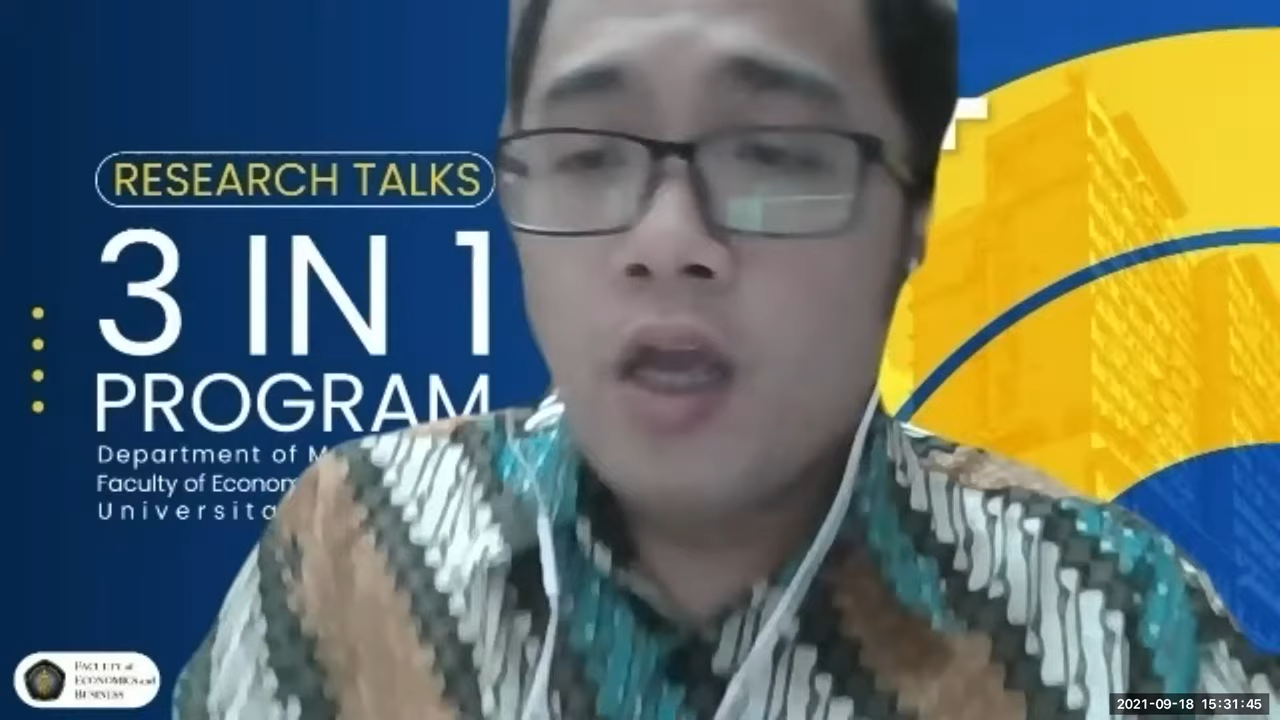 RESEARCH TALKS
3 IN 1
PROGRAM
Department of M
Faculty of Econom
Universita
FACULTY of
ECONOMICS and
BUSINESS
2021-09-18 15:31:45